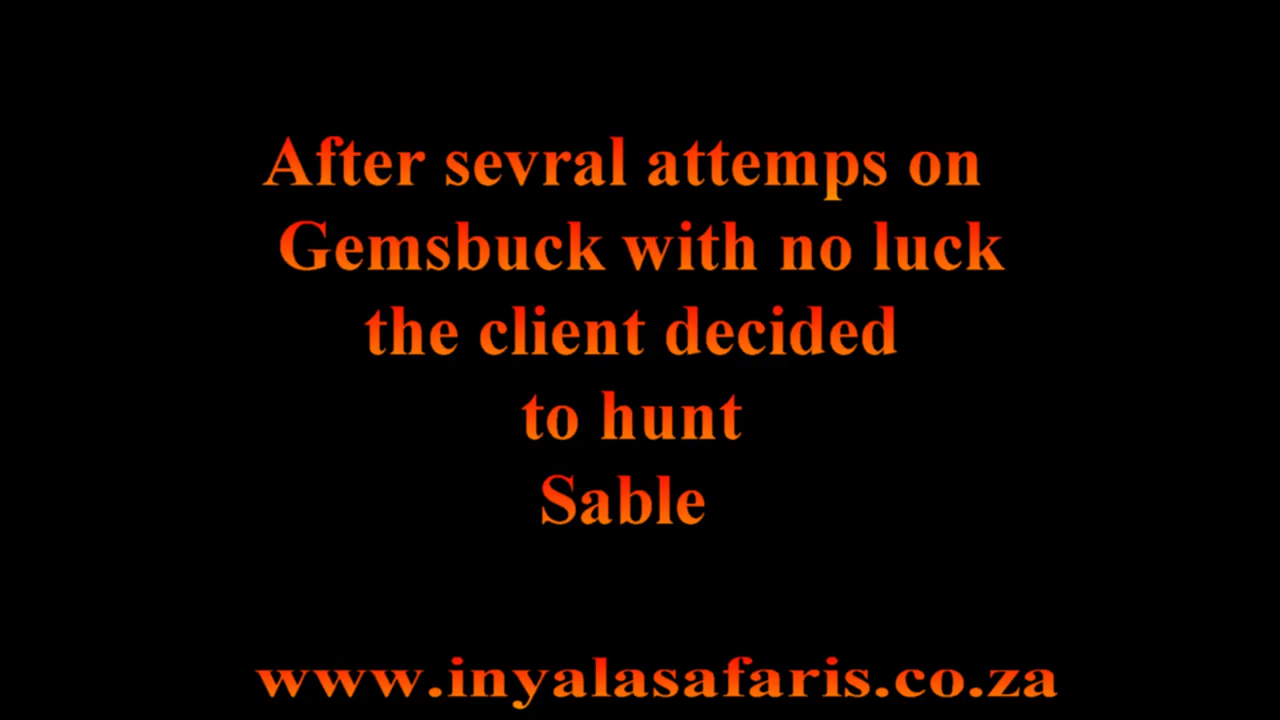 After sevral attemps on
Gemsbuck with no luck
the client decided
to hunt
Sable
www.inyalasafaris.co.za